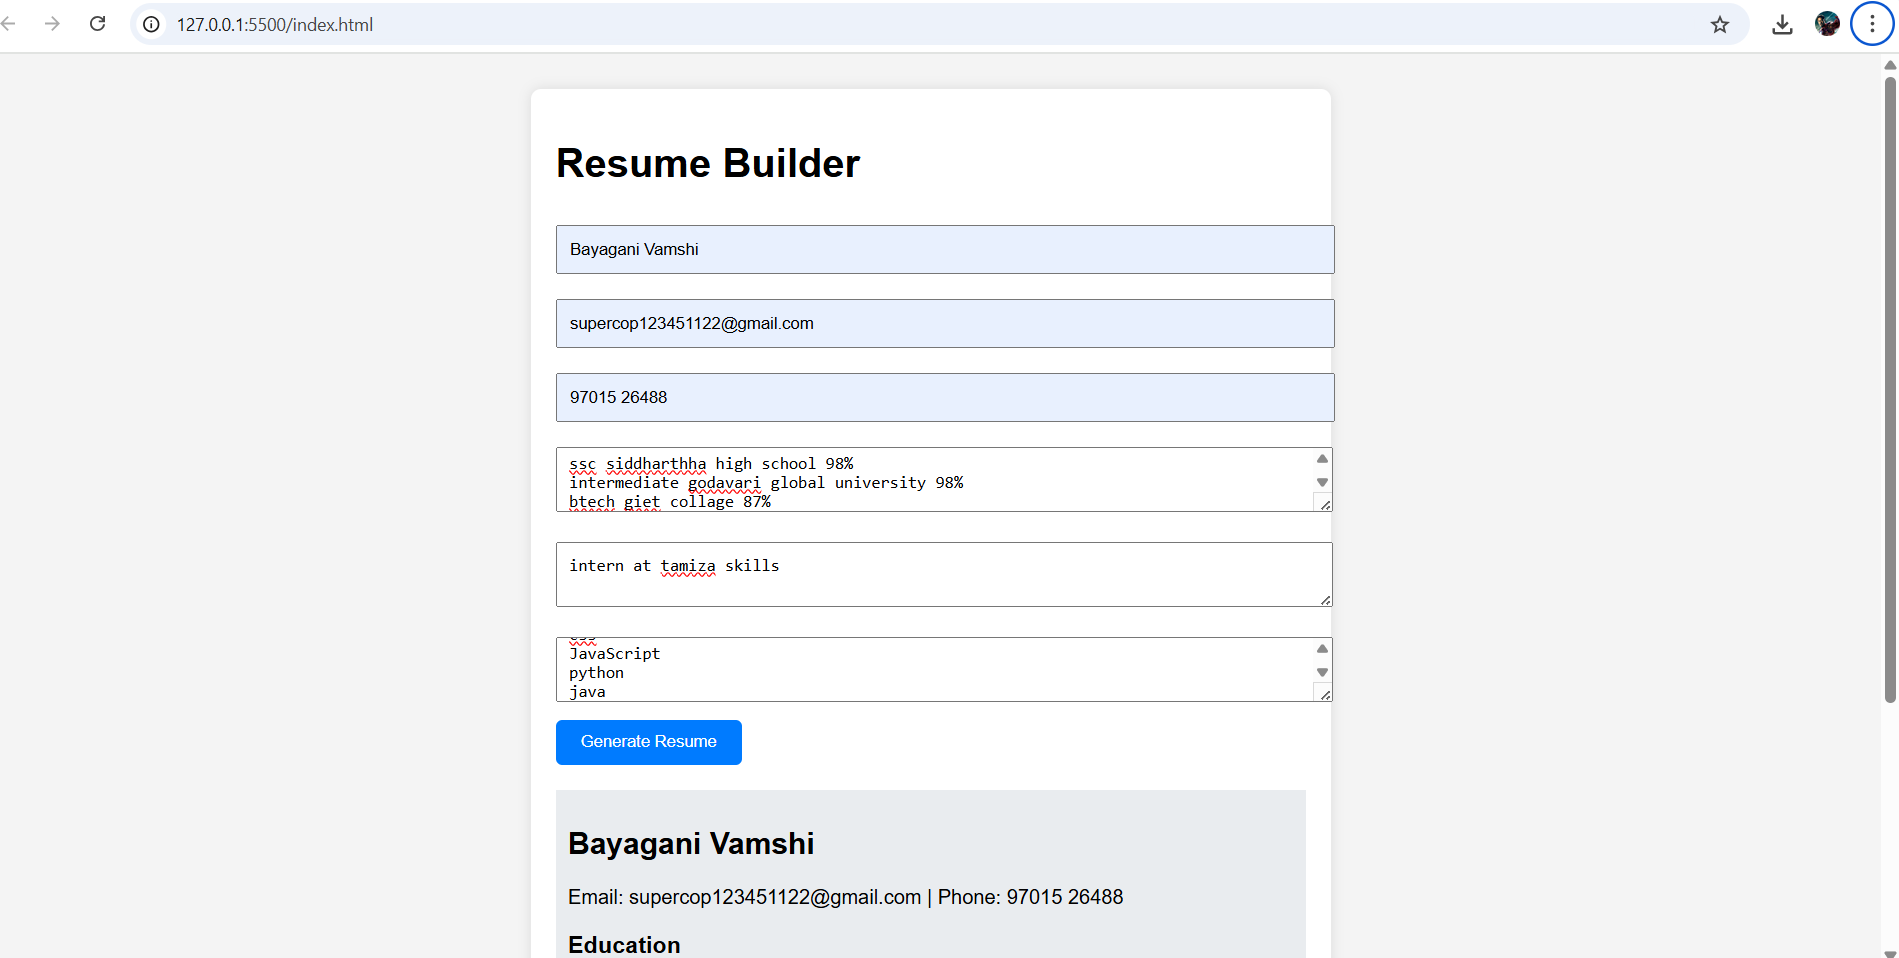 127.0.0.1:5500/index.html
Resume Builder
Bayagani Vamshi
supercop123451122@gmail.com
97015 26488
ssc siddharthha high school 98%
intermediate godavari global university 98%
btech giet collage 87%
intern at tamiza skills
css
JavaScript
python
java
Generate Resume
Bayagani Vamshi
Email: supercop123451122@gmail.com | Phone: 97015 26488
Education